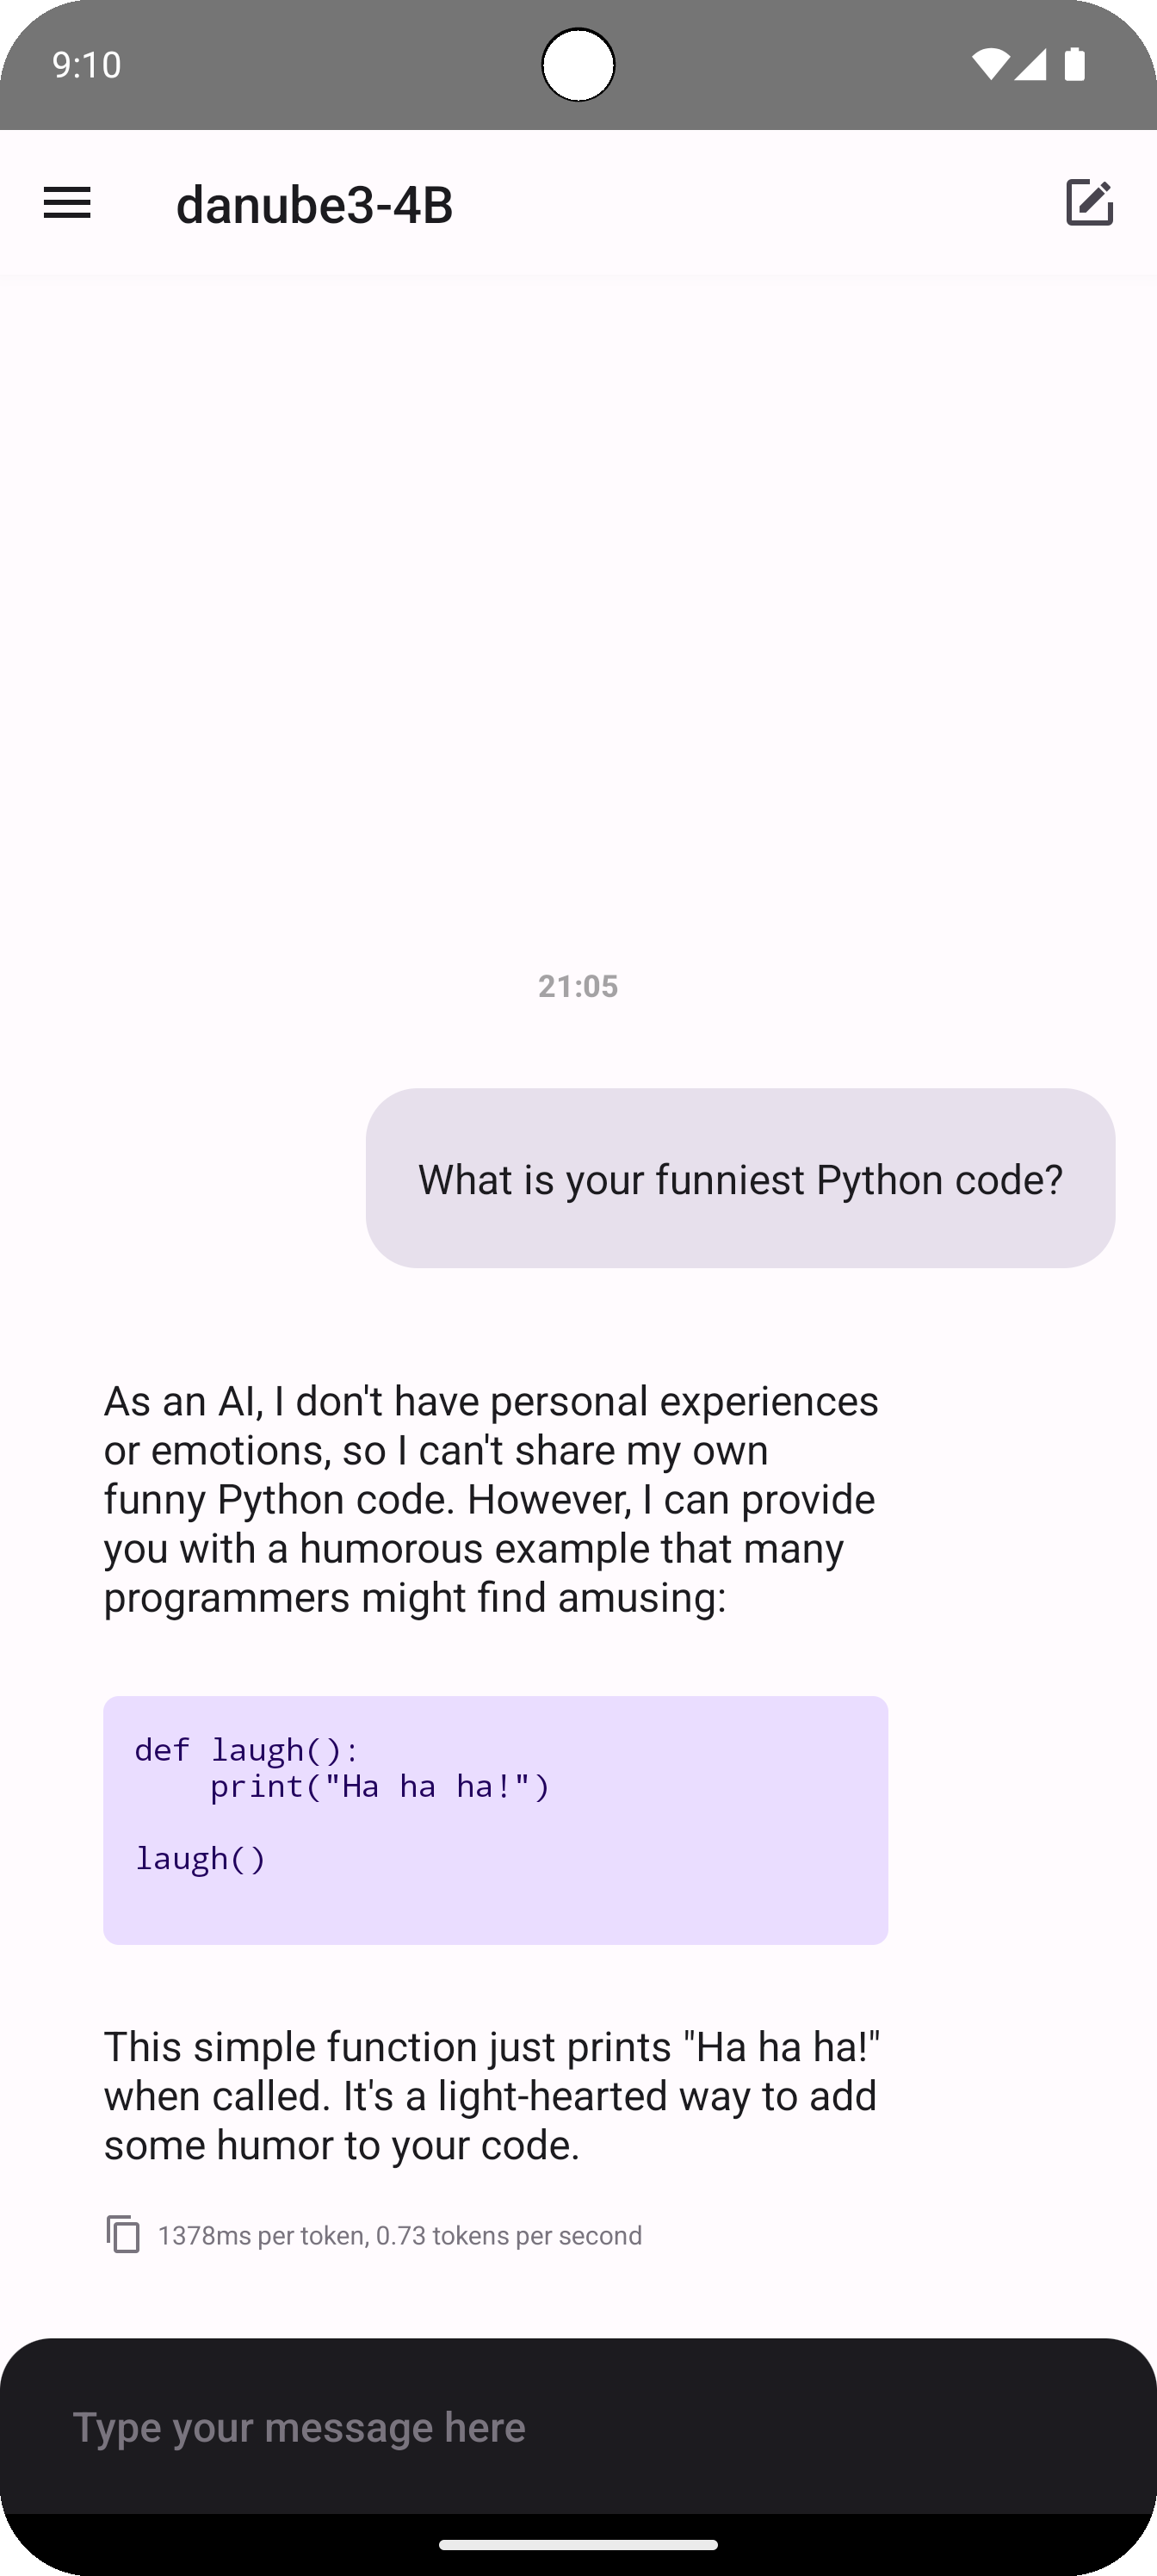 9:10
danube3-4B
21:05
What is your funniest Python code?
As an AI, I don't have personal experiences
or emotions, so I can't share my own
funny Python code. However, I can provide
you with a humorous example that many
programmers might find amusing:
def laugh():
    print("Ha ha ha!")
laugh()
This simple function just prints "Ha ha ha!"
when called. It's a light-hearted way to add
some humor to your code.
1378ms per token, 0.73 tokens per second
Type your message here